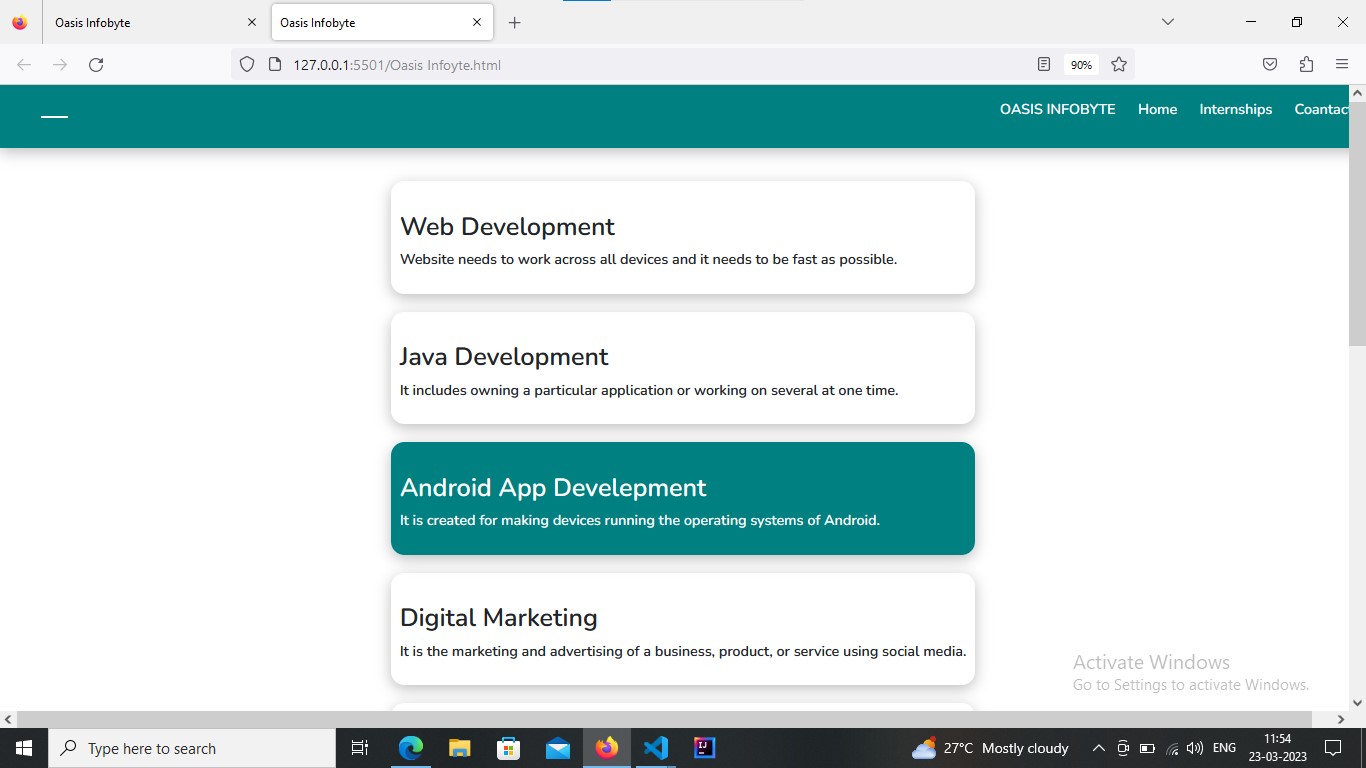 Oasis Infobyte
Oasis Infobyte
127.0.0.1:5501/Oasis Infoyte.html
90%
OASIS INFOBYTE Home Internships Coantact
Web Development
Website needs to work across all devices and it needs to be fast as possible.
Java Development
It includes owning a particular application or working on several at one time.
Android App Develepment
It is created for making devices running the operating systems of Android.
Digital Marketing
It is the marketing and advertising of a business, product, or service using social media.
Activate Windows
Go to Settings to activate Windows.
Type here to search
27°C Mostly cloudy
ENG
11:54
23-03-2023